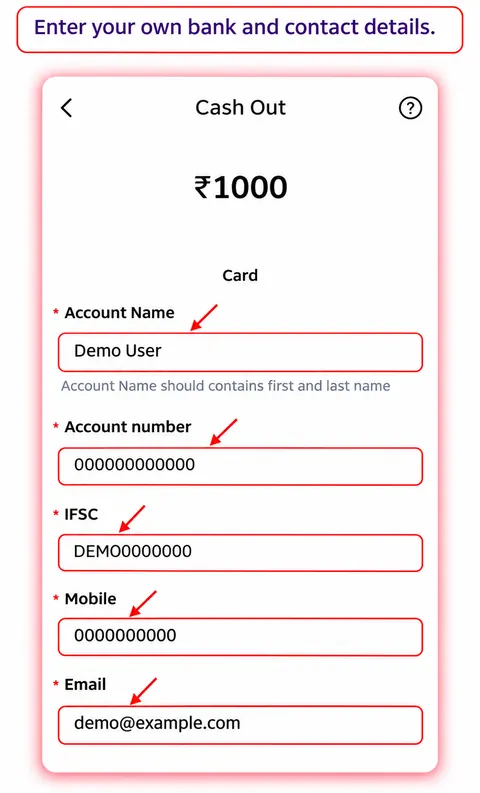 Enter your own bank and contact details.
Cash Out
?
₹1000
Card
* Account Name
Demo User
Account Name should contains first and last name
* Account number
000000000000
* IFSC
DEMO0000000
* Mobile
0000000000
* Email
demo@example.com